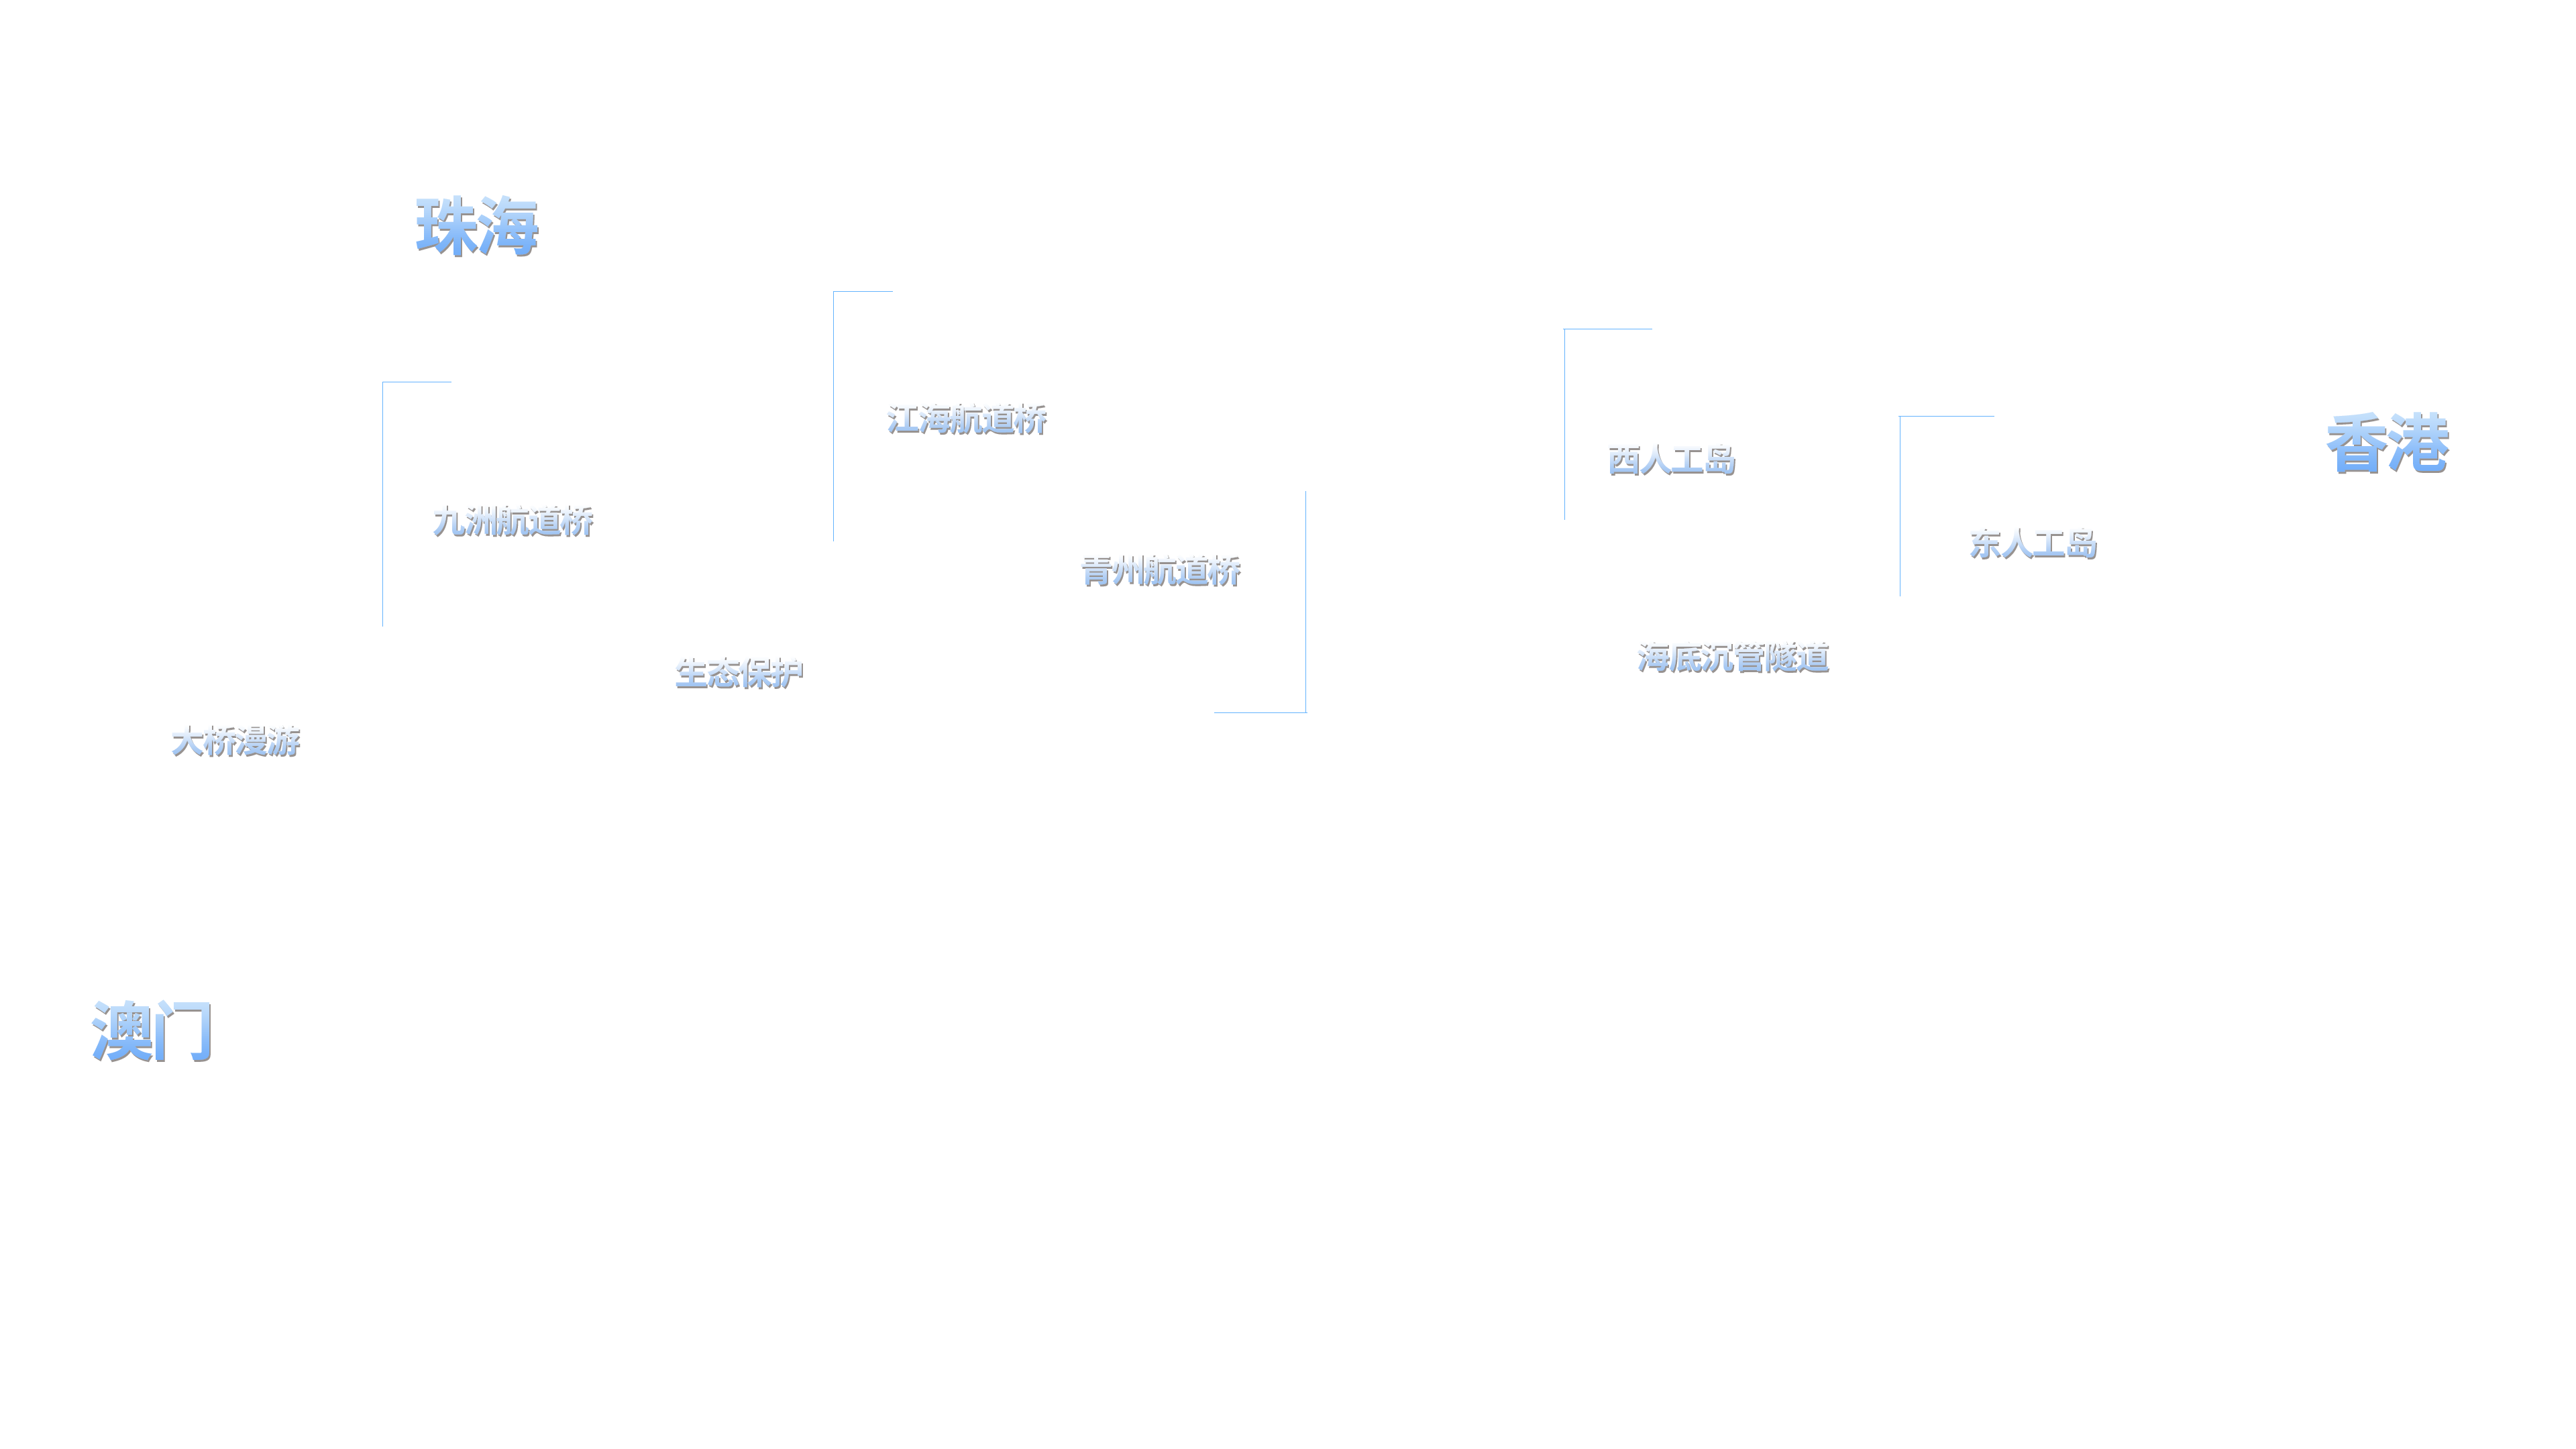 珠海
江海航道桥
香港
西人工岛
九洲航道桥
东人工岛
青州航道桥
海底沉管隧道
生态保护
大桥漫游
澳门